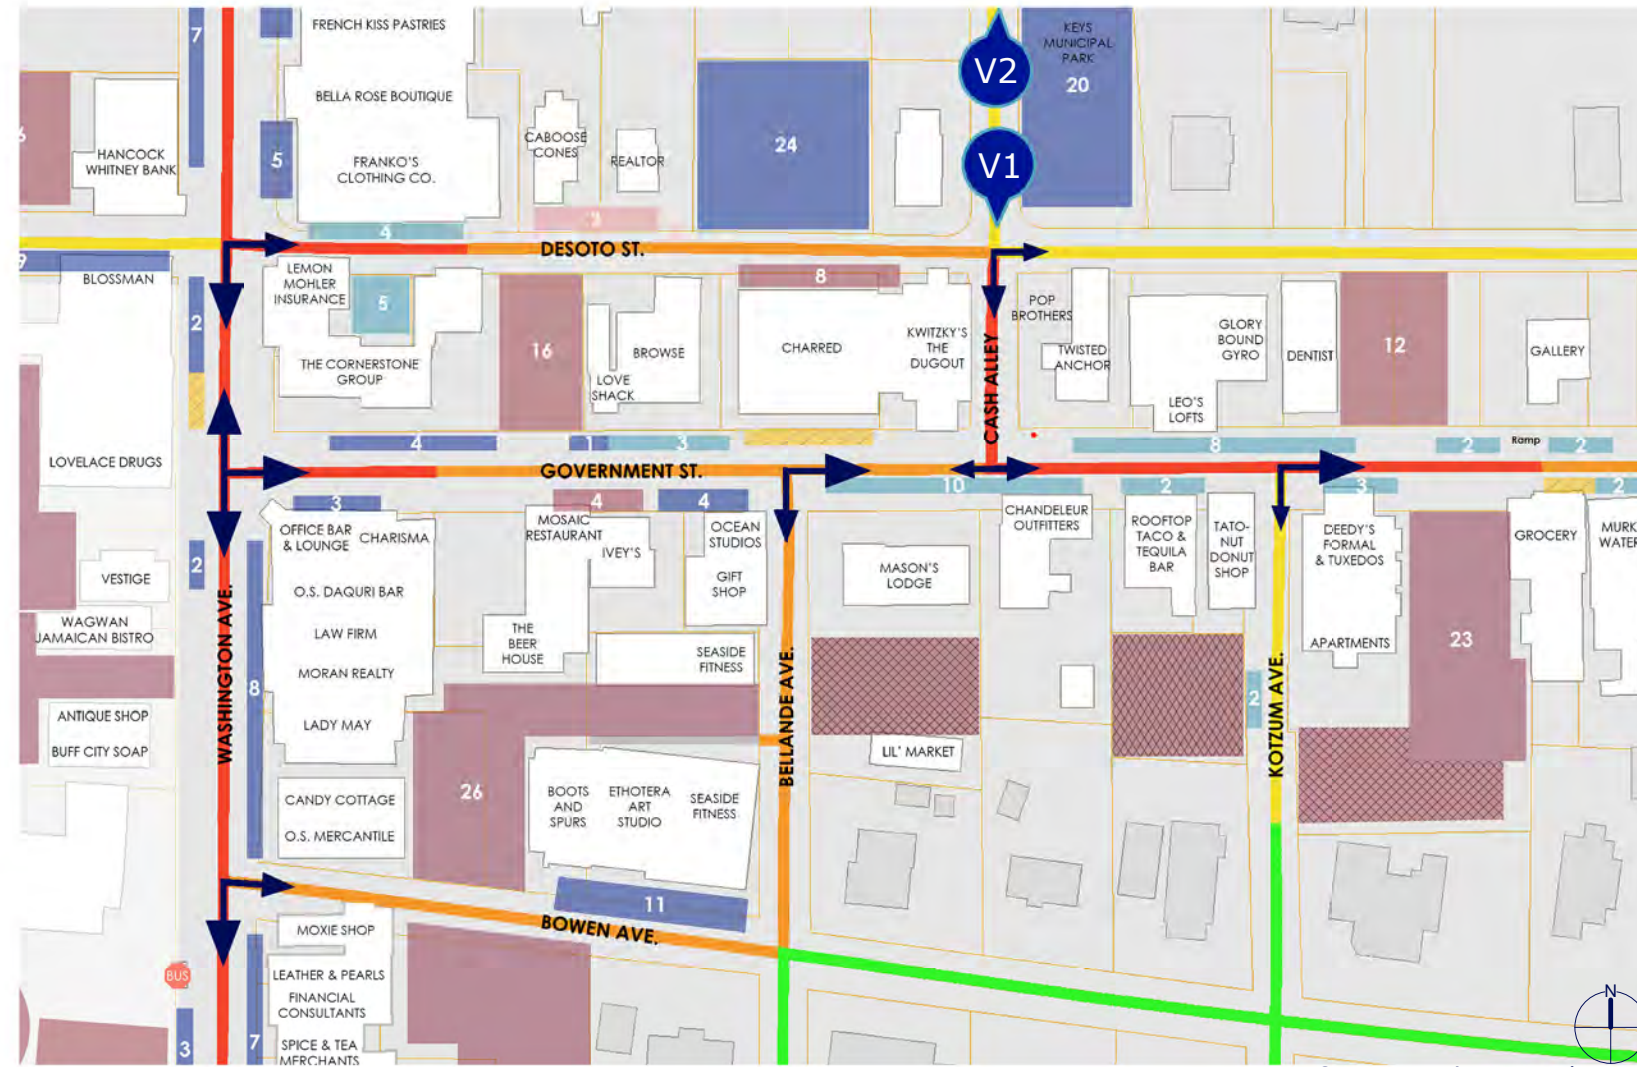 7
FRENCH KISS PASTRIES
BELLA ROSE BOUTIQUE
FRANKO'S
CLOTHING CO.
5
4
CABOOSE
CONES
REALTOR
3
24
V2
V1
KEYS
MUNICIPAL
PARK
20
HANCOCK
WHITNEY BANK
DESOTO ST.
9
BLOSSMAN
2
LEMON
MOHLER
INSURANCE
5
THE CORNERSTONE
GROUP
16
LOVE
SHACK
BROWSE
8
CHARRED
KWITZKY'S
THE
DUGOUT
CASH ALLEY
POP
BROTHERS
TWISTED
ANCHOR
GLORY
BOUND
GYRO
LEO'S
LOFTS
DENTIST
12
GALLERY
LOVELACE DRUGS
4
1
3
8
2
Ramp
2
GOVERNMENT ST.
3
4
4
10
2
3
2
OFFICE BAR
& LOUNGE
CHARISMA
O.S. DAQURI BAR
LAW FIRM
MORAN REALTY
LADY MAY
MOSAIC
RESTAURANT
IVEY'S
THE
BEER
HOUSE
OCEAN
STUDIOS
GIFT
SHOP
SEASIDE
FITNESS
MASON'S
LODGE
CHANDELEUR
OUTFITTERS
ROOFTOP
TACO &
TEQUILA
BAR
TATO-
NUT
DONUT
SHOP
DEEDY'S
FORMAL
& TUXEDOS
APARTMENTS
23
GROCERY
MURK
WATER
2
VESTIGE
WAGWAN
JAMAICAN BISTRO
ANTIQUE SHOP
BUFF CITY SOAP
WASHINGTON AVE.
8
BELLANDE AVE.
LIL' MARKET
2
KOTZUM AVE.
CANDY COTTAGE
O.S. MERCANTILE
26
BOOTS
AND
SPURS
ETHOTERA
ART
STUDIO
SEASIDE
FITNESS
11
BOWEN AVE.
MOXIE SHOP
LEATHER & PEARLS
FINANCIAL
CONSULTANTS
SPICE & TEA
MERCHANTS
BUS
3
7
N